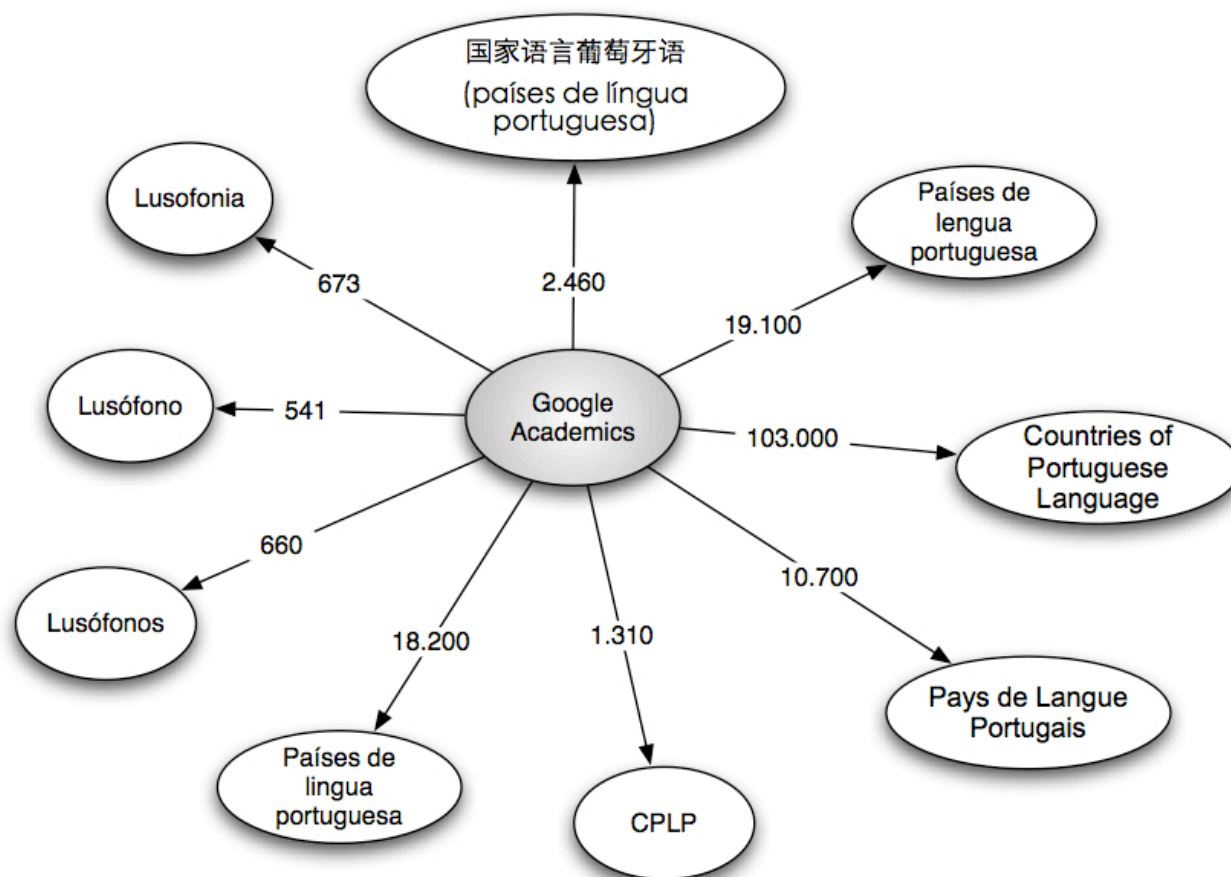 国家语言葡萄牙语
(países de língua
portuguesa)
Lusofonia
Países de
lengua
portuguesa
673
2.460
19.100
Lusófono
541
Google
Academics
103.000
Countries of
Portuguese
Language
660
10.700
Lusófonos
18.200
1.310
Pays de Langue
Portugais
Países de
lingua
portuguesa
CPLP